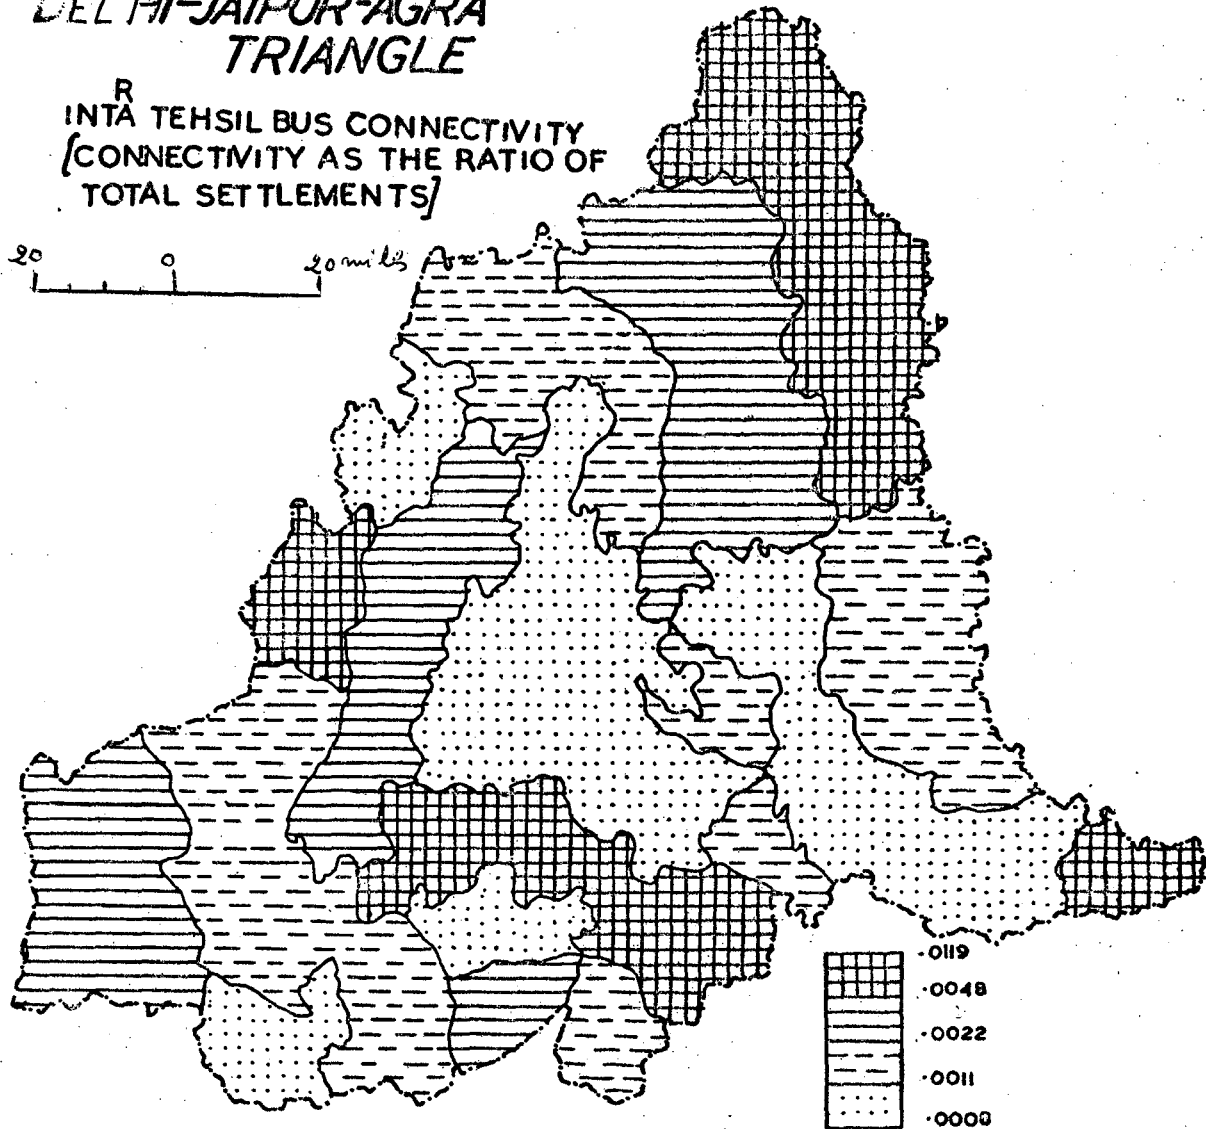 DELHI-JAIPUR-AGRA
TRIANGLE
R
INTA TEHSIL BUS CONNECTIVITY
[CONNECTIVITY AS THE RATIO OF
TOTAL SETTLEMENTS]
20 0 20 miles
.0119
.0048
.0022
.0011
.0000